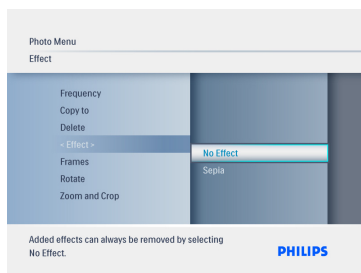 Photo Menu
Effect
Frequency
Copy to
Delete
< Effect >
Frames
Rotate
Zoom and Crop
No Effect
Sepia
Added effects can always be removed by selecting
No Effect.
PHILIPS